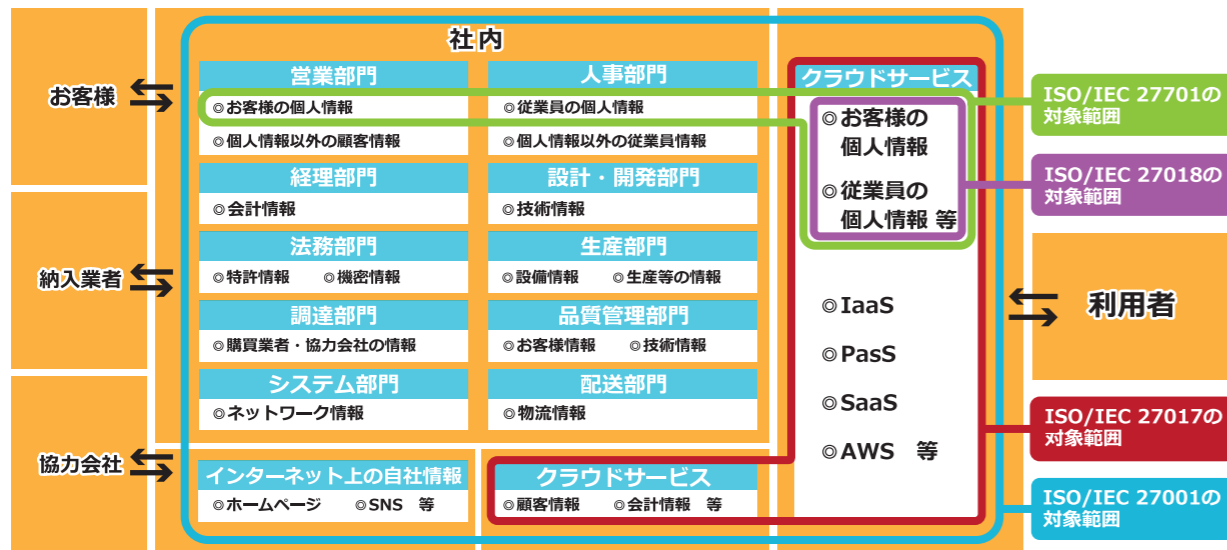 お客様
納入業者
協力会社
社内
営業部門
◎お客様の個人情報
◎個人情報以外の顧客情報
人事部門
◎従業員の個人情報
◎個人情報以外の従業員情報
経理部門
◎会計情報
設計・開発部門
◎技術情報
法務部門
◎特許情報 ◎機密情報
生産部門
◎設備情報 ◎生産等の情報
調達部門
◎購買業者・協力会社の情報
品質管理部門
◎お客様情報 ◎技術情報
システム部門
◎ネットワーク情報
配送部門
◎物流情報
インターネット上の自社情報
◎ホームページ ◎SNS 等
クラウドサービス
◎顧客情報 ◎会計情報 等
クラウドサービス
◎お客様の
個人情報
◎従業員の
個人情報 等
◎IaaS
◎PasS
◎SaaS
◎AWS 等
ISO/IEC 27701の
対象範囲
ISO/IEC 27018の
対象範囲
利用者
ISO/IEC 27017の
対象範囲
ISO/IEC 27001の
対象範囲